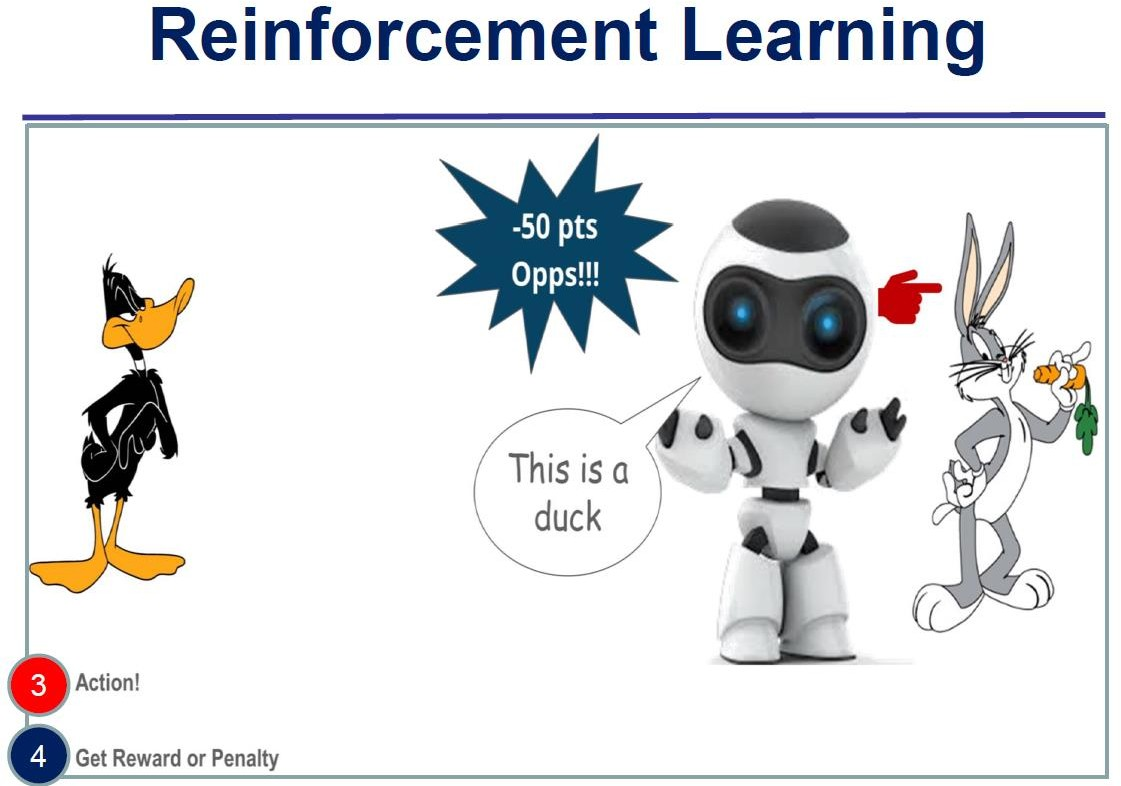 Reinforcement Learning
-50 pts
Opps!!!
This is a
duck
3 Action!
4 Get Reward or Penalty